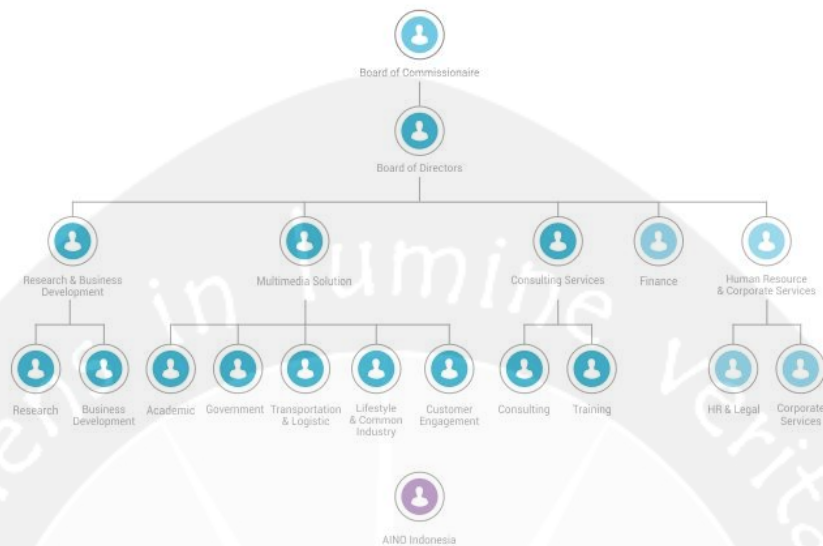 Board of Commissionaire
Board of Directors
Research & Business
Development
Multimedia Solution
Consulting Services
Finance
Human Resource
& Corporate Services
Research
Business
Development
Academic
Government
Transportation
& Logistic
Lifestyle
& Common
Industry
Customer
Engagement
Consulting
Training
HR & Legal
Corporate
Services
AINO Indonesia
in lumine